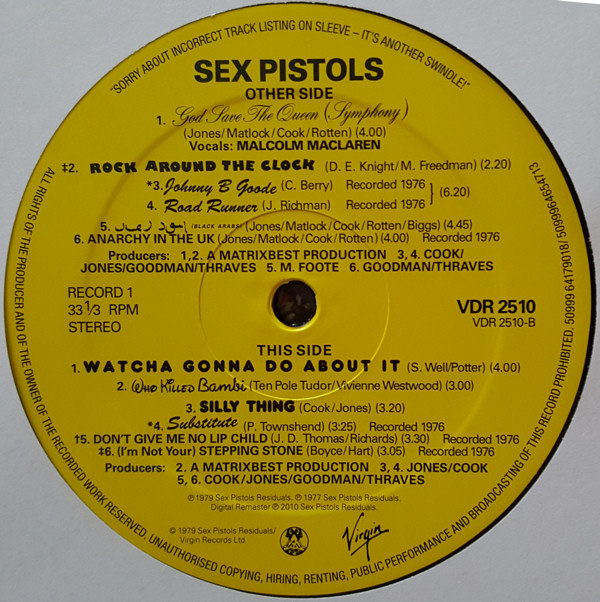 "SORRY ABOUT INCORRECT TRACK LISTING ON SLEEVE – IT'S ANOTHER SWINDLE!"
SEX PISTOLS
OTHER SIDE
1. God Save The Queen (Symphony)
(Jones/Matlock/Cook/Rotten) (4.00)
Vocals: MALCOLM MACLAREN
‡2. ROCK AROUND THE CLOCK (D. E. Knight/M. Freedman) (2.20)
*3. Johnny B Goode (C. Berry) Recorded 1976
4. Road Runner (J. Richman) Recorded 1976 } (6.20)
5. (BLACK ARABS) (Jones/Matlock/Cook/Rotten/Biggs) (4.45)
6. ANARCHY IN THE UK (Jones/Matlock/Cook/Rotten) (4.00) Recorded 1976
Producers: 1,2. A MATRIXBEST PRODUCTION 3, 4. COOK/
JONES/GOODMAN/THRAVES 5. M. FOOTE 6. GOODMAN/THRAVES
RECORD 1
33 1/3 RPM
STEREO
VDR 2510
VDR 2510-B
THIS SIDE
1. WATCHA GONNA DO ABOUT IT (S. Well/Potter) (4.00)
2. Who Killed Bambi (Ten Pole Tudor/Vivienne Westwood) (3.00)
3. SILLY THING (Cook/Jones) (3.20)
*4. Substitute (P. Townshend) (3:25) Recorded 1976
†5. DON'T GIVE ME NO LIP CHILD (J. D. Thomas/Richards) (3.30) Recorded 1976
‡6. (I'm Not Your) STEPPING STONE (Boyce/Hart) (3.05) Recorded 1976
Producers: 2. A MATRIXBEST PRODUCTION 3, 4. JONES/COOK
5, 6. COOK/JONES/GOODMAN/THRAVES
℗ 1979 Sex Pistols Residuals. ℗ 1977 Sex Pistols Residuals.
Digital Remaster ℗ 2010 Sex Pistols Residuals.
© 1979 Sex Pistols Residuals/
Virgin Records Ltd.
Virgin
ALL RIGHTS OF THE PRODUCER AND OF THE OWNER OF THE RECORDED WORK RESERVED. UNAUTHORISED COPYING, HIRING, RENTING, PUBLIC PERFORMANCE AND BROADCASTING OF THIS RECORD PROHIBITED. 50999 6417901 8 / 5099964654713